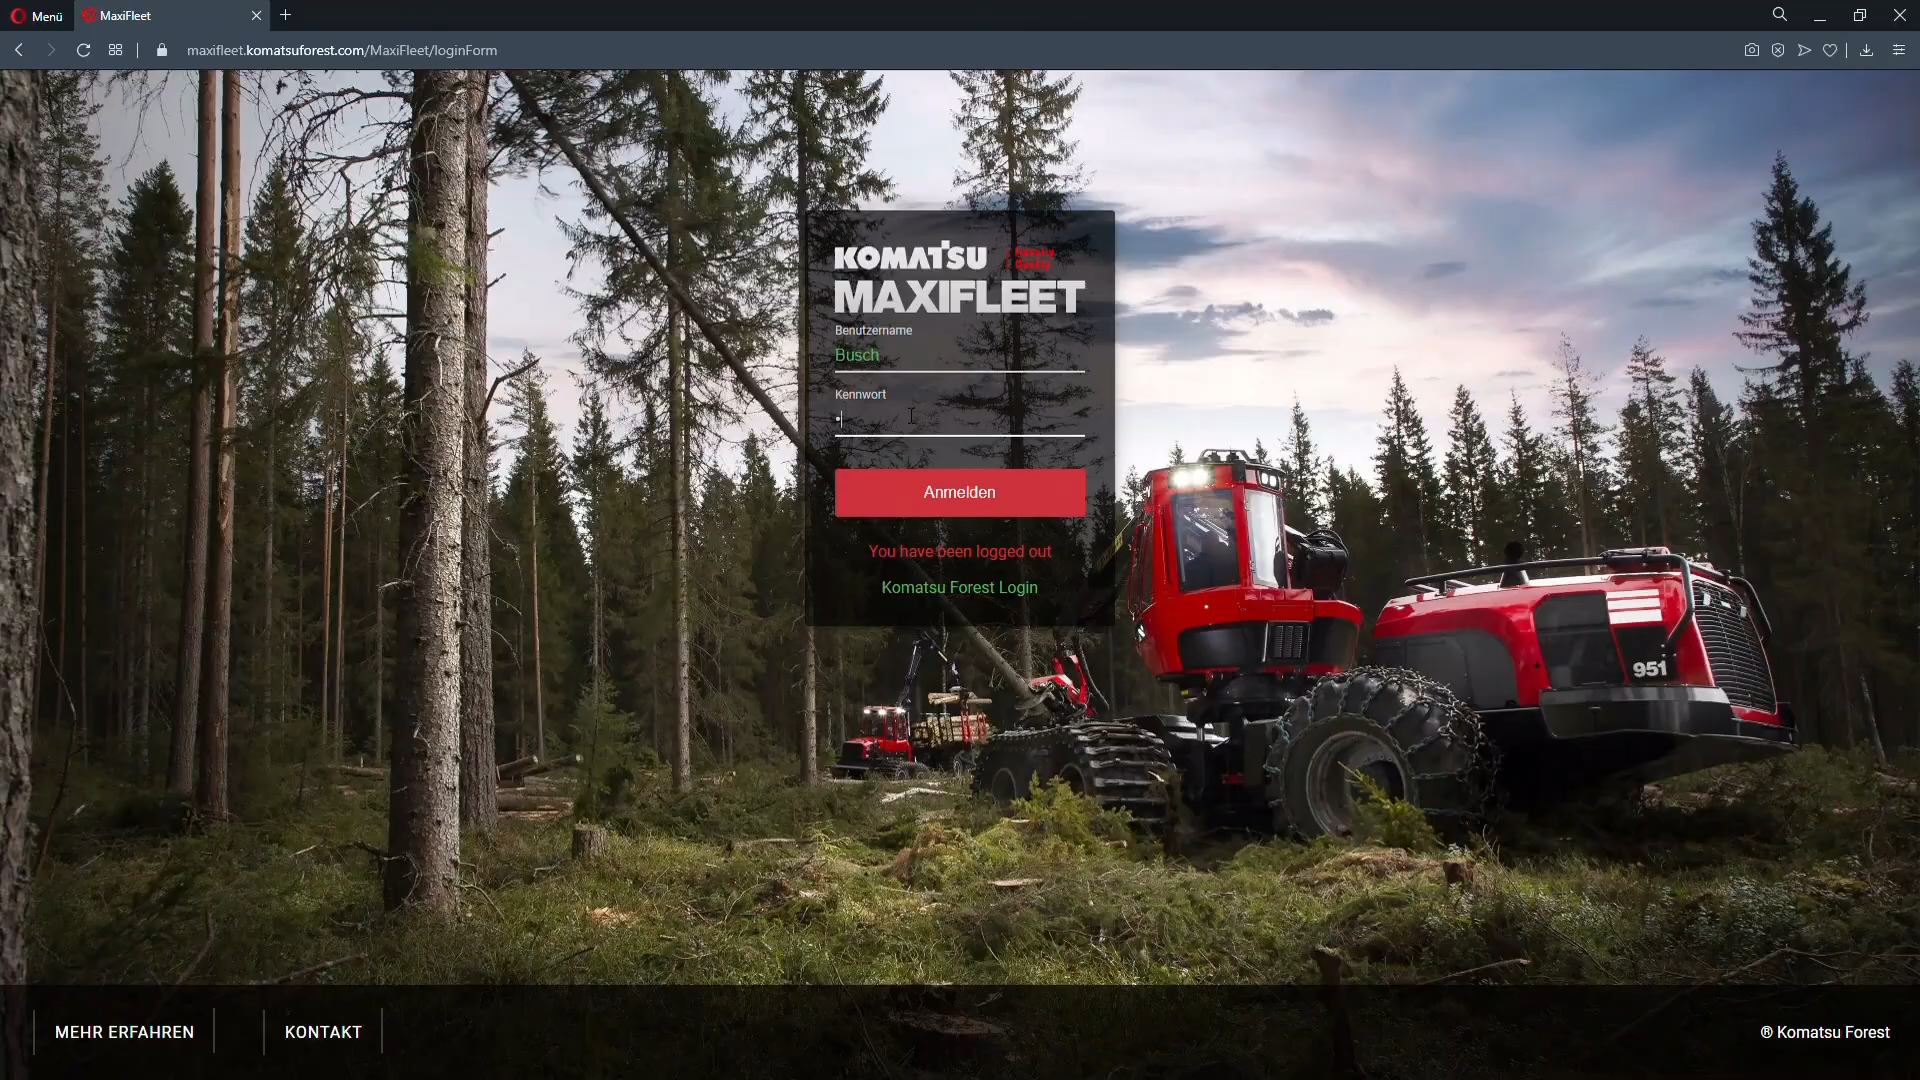 Menü
MaxiFleet
maxifleet.komatsuforest.com/MaxiFleet/loginForm
KOMATSU
MAXIFLEET
Benutzername
Busch
Kennwort
Anmelden
You have been logged out
Komatsu Forest Login
951
MEHR ERFAHREN
KONTAKT
® Komatsu Forest